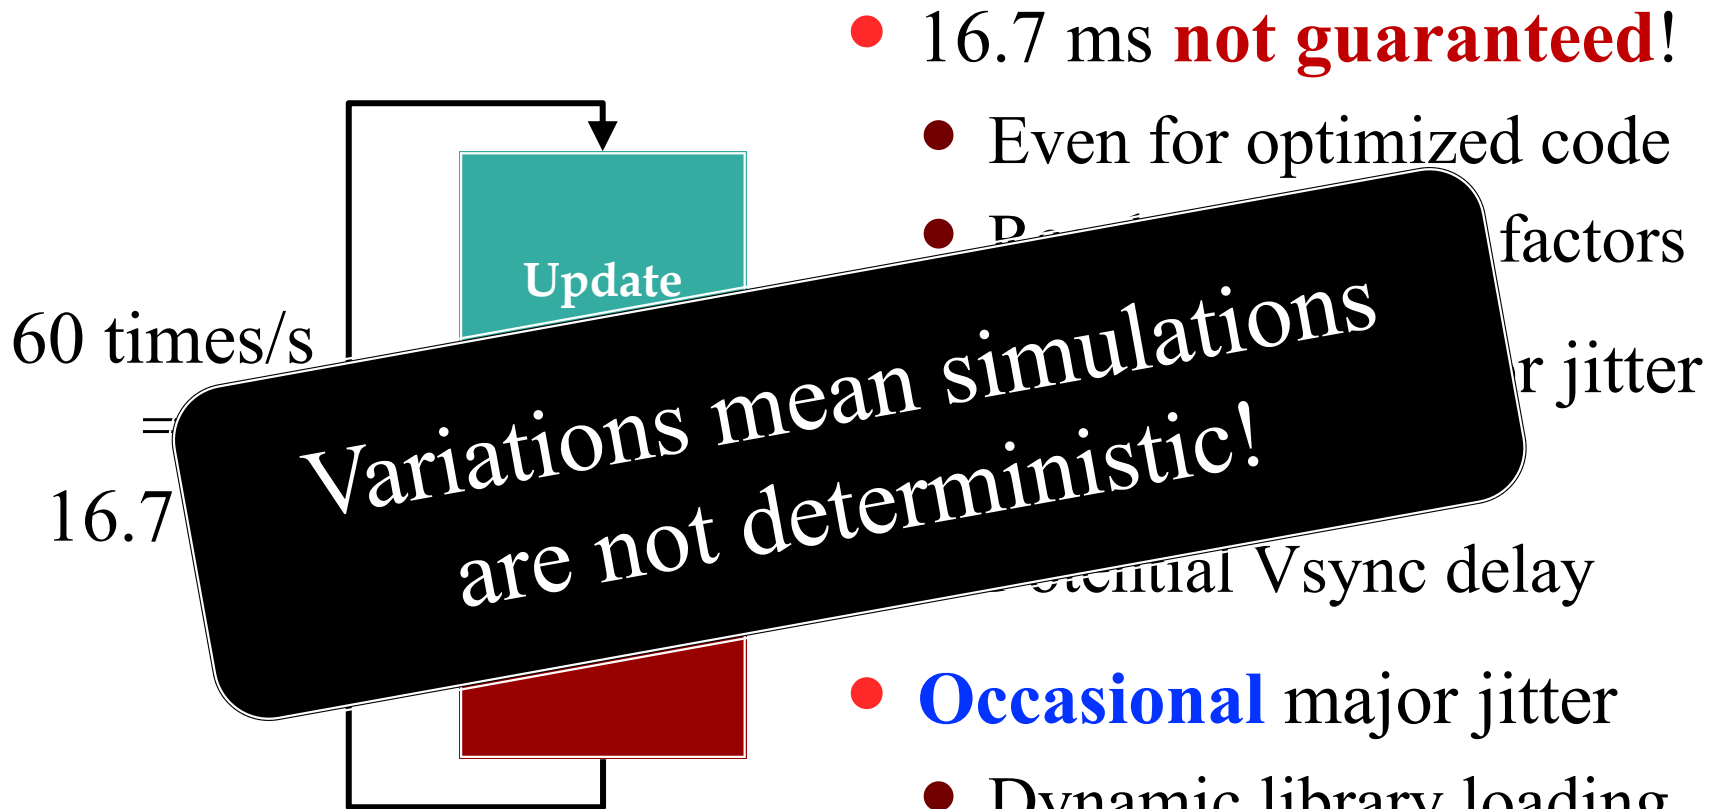 60 times/s
=
16.7
Update
16.7 ms not guaranteed!
Even for optimized code
factors
jitter
Variations mean simulations
are not deterministic!
Potential Vsync delay
Occasional major jitter
Dynamic library loading